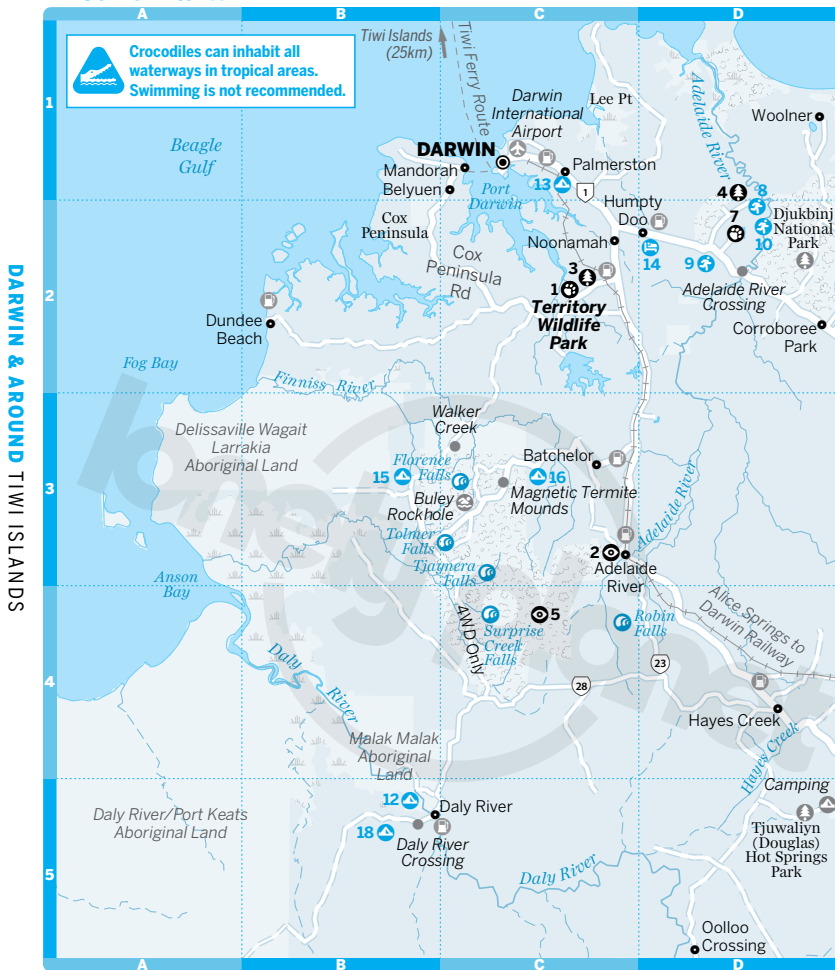 A B C D
Crocodiles can inhabit all
waterways in tropical areas.
Swimming is not recommended.
Tiwi Islands
(25km)
Tiwi Ferry Route
Darwin
International
Airport
Lee Pt
Adelaide River
Woolner
1
Beagle
Gulf
DARWIN
Mandorah
Belyuen
Port
Darwin
13
Palmerston
1
Humpty
Doo
4
8
7
10
Djukbinj
National
Park
Cox
Peninsula
Noonamah
14
9
Cox
Peninsula
Rd
3
1
Territory
Wildlife
Park
Adelaide River
Crossing
2
Dundee
Beach
Corroboree
Park
Fog Bay
Finniss River
DARWIN & AROUND TIWI ISLANDS
Delissaville Wagait
Larrakia
Aboriginal Land
Walker
Creek
Batchelor
Florence
Falls
15
16
Magnetic Termite
Mounds
3
Buley
Rockhole
Adelaide River
Tolmer
Falls
2
Adelaide
River
Tjaynera
Falls
Anson
Bay
4WD Only
Surprise
Creek
Falls
5
Robin
Falls
Alice Springs to
Darwin Railway
Daly River
23
28
4
Hayes Creek
Hayes Creek
Malak Malak
Aboriginal
Land
Camping
12
Daly River
Daly River/Port Keats
Aboriginal Land
18
Daly River
Crossing
Tjuwaliyn
(Douglas)
Hot Springs
Park
5
Daly River
Oolloo
Crossing
lonely planet
A B C D